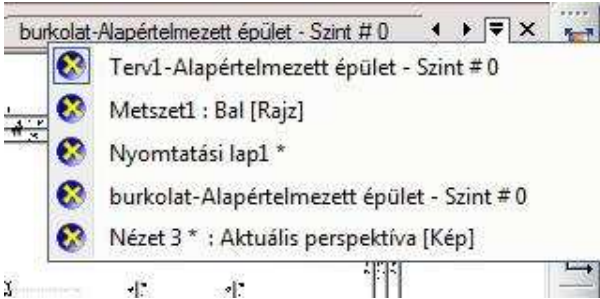 burkolat-Alapértelmezett épület - Szint # 0
Terv1-Alapértelmezett épület - Szint # 0
Metszet1 : Bal [Rajz]
Nyomtatási lap1 *
burkolat-Alapértelmezett épület - Szint # 0
Nézet 3 * : Aktuális perspektíva [Kép]